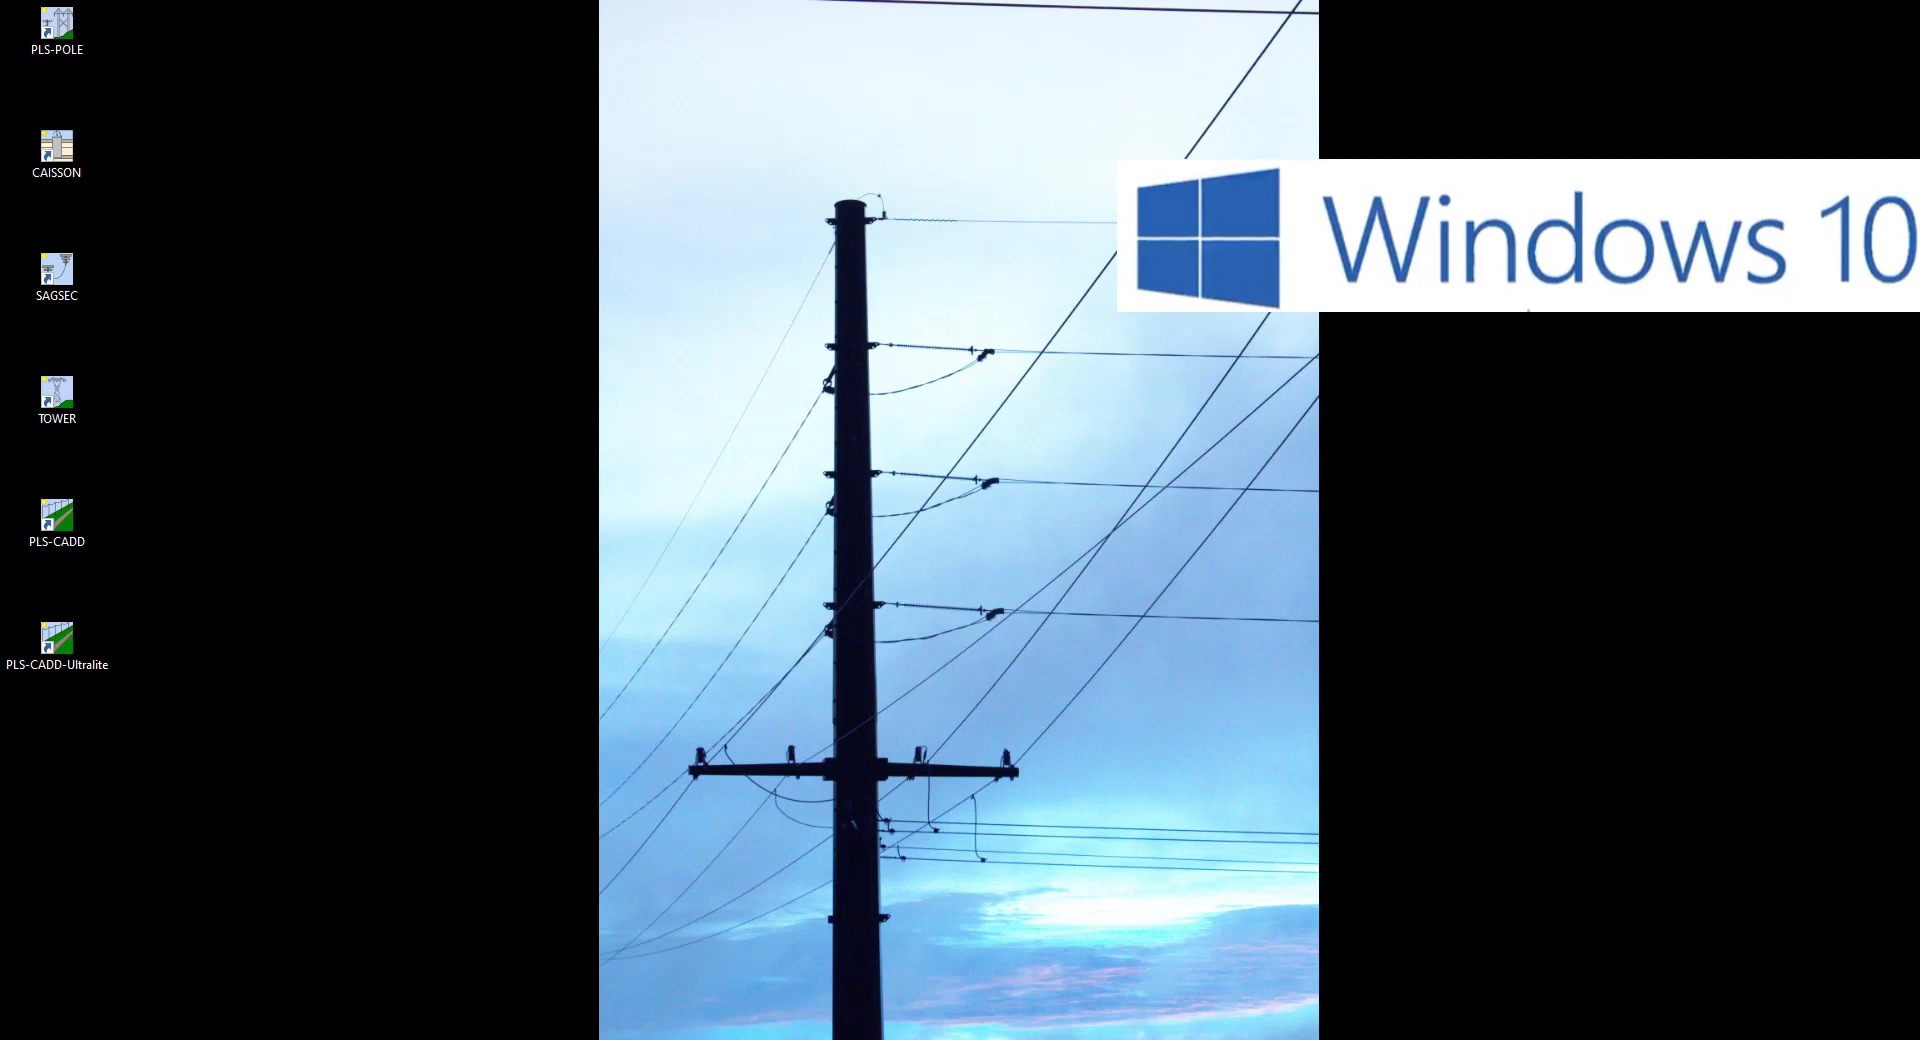 PLS-POLE
CAISSON
SAGSEC
TOWER
PLS-CADD
PLS-CADD-Ultralite
Windows 10